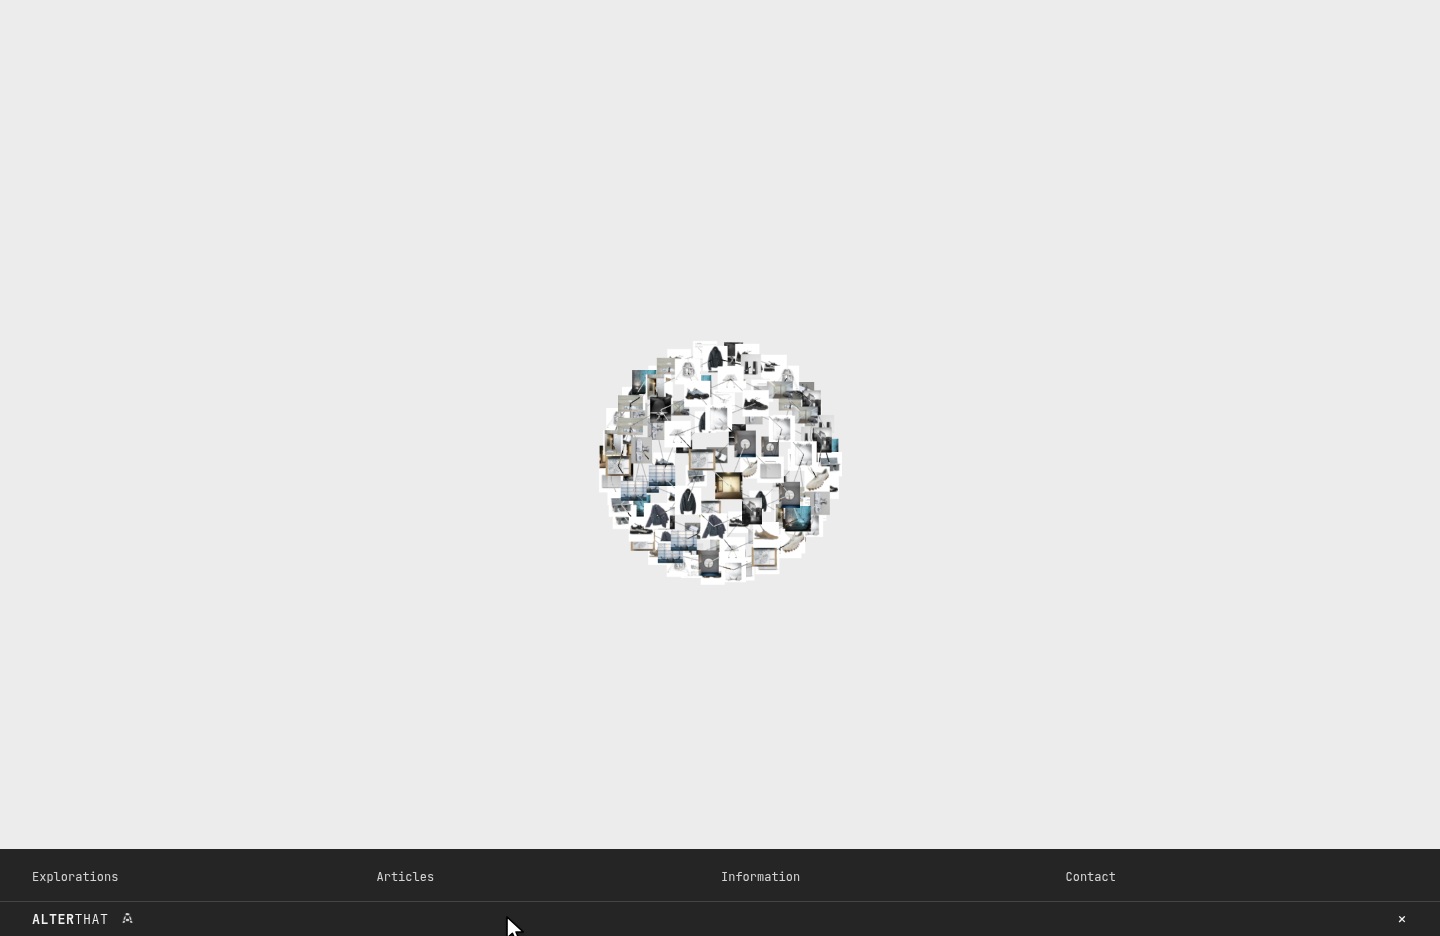 Explorations
Articles
Information
Contact
ALTERTHAT